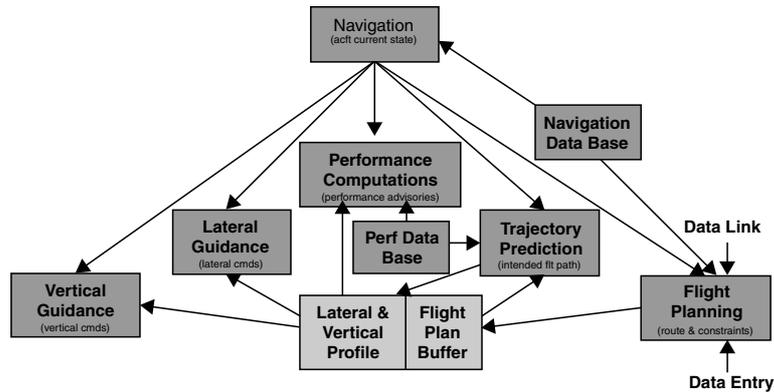 Navigation
(acft current state)
Navigation
Data Base
Performance
Computations
(performance advisories)
Lateral
Guidance
(lateral cmds)
Perf Data
Base
Trajectory
Prediction
(intended flt path)
Data Link
Vertical
Guidance
(vertical cmds)
Lateral &
Vertical
Profile
Flight
Plan
Buffer
Flight
Planning
(route & constraints)
Data Entry